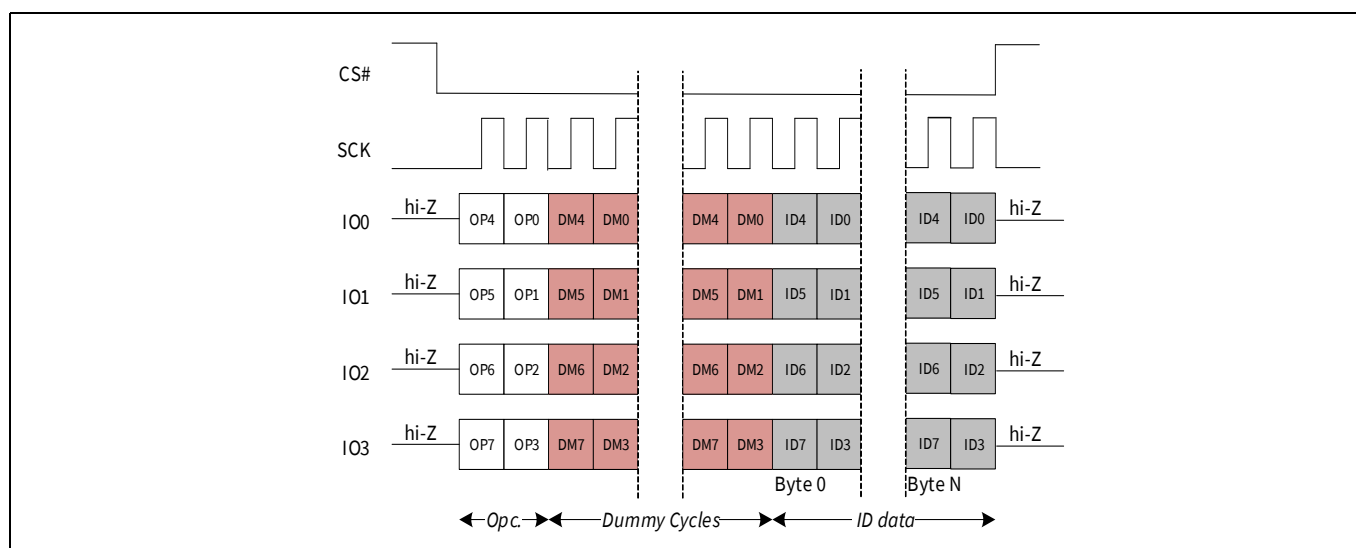 CS#
SCK
IO0 hi-Z OP4 OP0 DM4 DM0 DM4 DM0 ID4 ID0 ID4 ID0 hi-Z
IO1 hi-Z OP5 OP1 DM5 DM1 DM5 DM1 ID5 ID1 ID5 ID1 hi-Z
IO2 hi-Z OP6 OP2 DM6 DM2 DM6 DM2 ID6 ID2 ID6 ID2 hi-Z
IO3 hi-Z OP7 OP3 DM7 DM3 DM7 DM3 ID7 ID3 ID7 ID3 hi-Z
Byte 0 Byte N
Opc. Dummy Cycles ID data